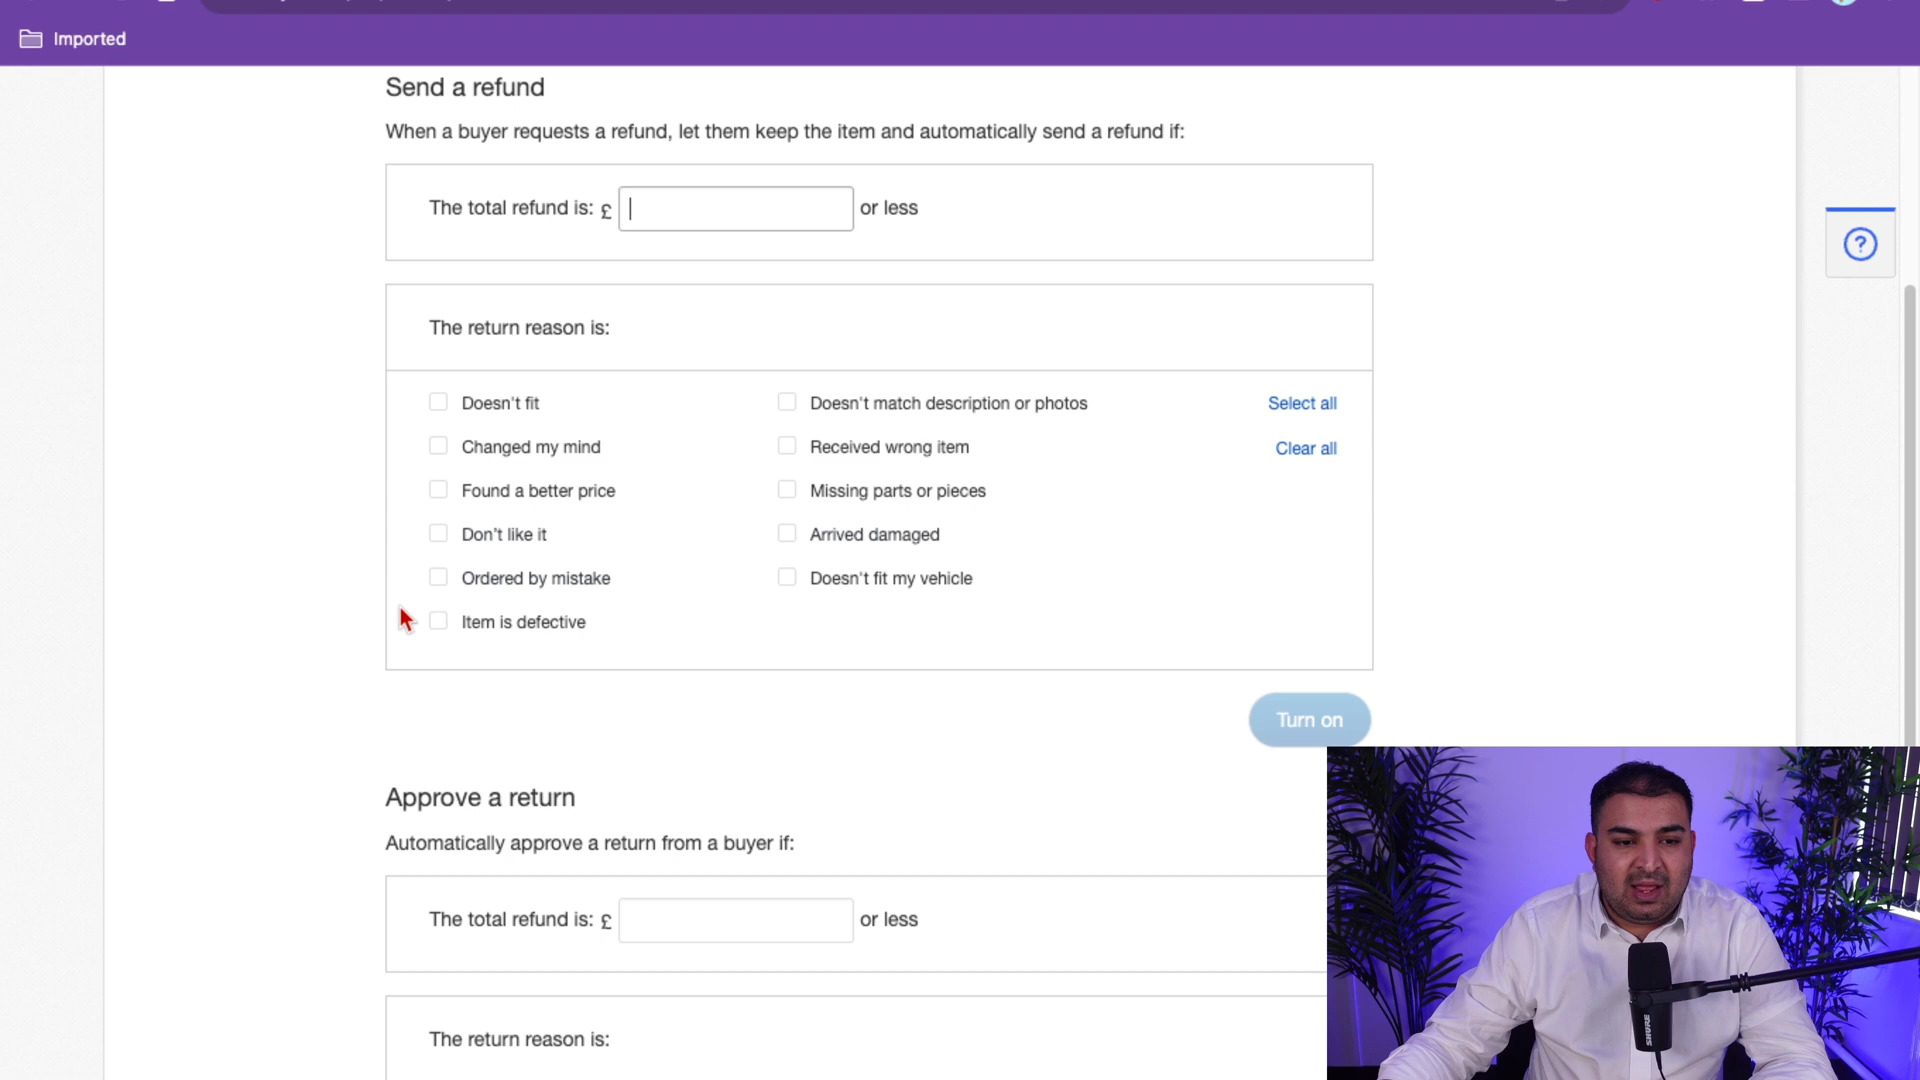 Imported
Send a refund
When a buyer requests a refund, let them keep the item and automatically send a refund if:
The total refund is: £ or less
The return reason is:
Doesn't fit
Doesn't match description or photos
Select all
Changed my mind
Received wrong item
Clear all
Found a better price
Missing parts or pieces
Don't like it
Arrived damaged
Ordered by mistake
Doesn't fit my vehicle
Item is defective
Turn on
Approve a return
Automatically approve a return from a buyer if:
The total refund is: £ or less
The return reason is:
SHURE
?